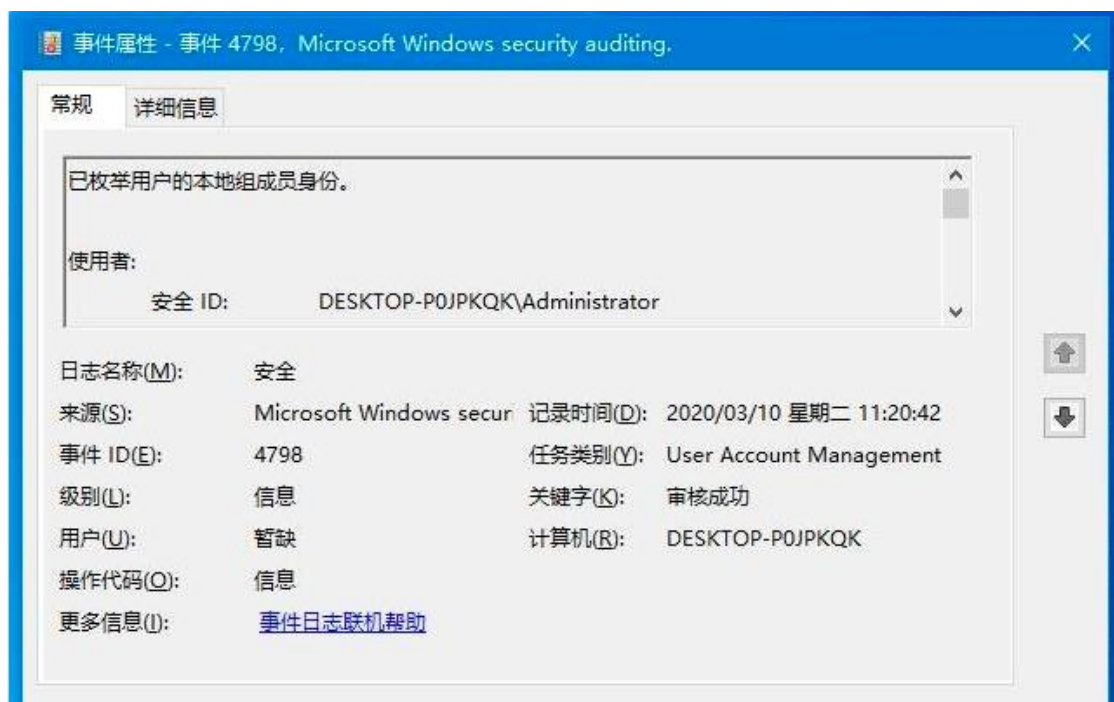 事件属性 - 事件 4798, Microsoft Windows security auditing.
常规 详细信息
已枚举用户的本地组成员身份。
使用者:
安全 ID: DESKTOP-P0JPKQK\Administrator
日志名称(M): 安全
来源(S): Microsoft Windows secur 记录时间(D): 2020/03/10 星期二 11:20:42
事件 ID(E): 4798 任务类别(Y): User Account Management
级别(L): 信息 关键字(K): 审核成功
用户(U): 暂缺 计算机(R): DESKTOP-P0JPKQK
操作代码(O): 信息
更多信息(I): 事件日志联机帮助